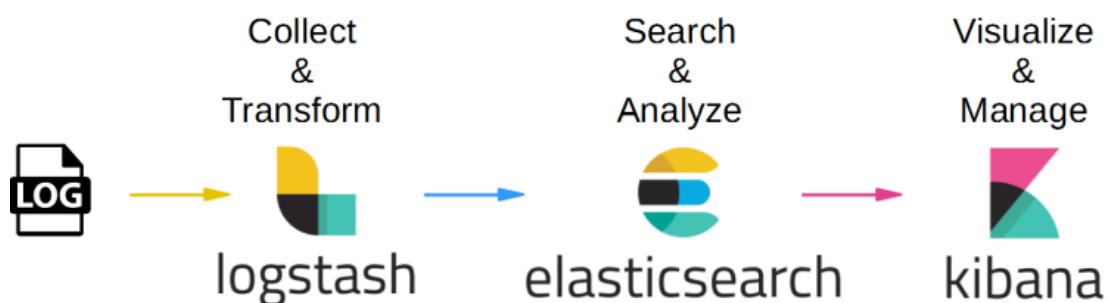 Collect
&
Transform
Search
&
Analyze
Visualize
&
Manage
LOG
logstash
elasticsearch
kibana